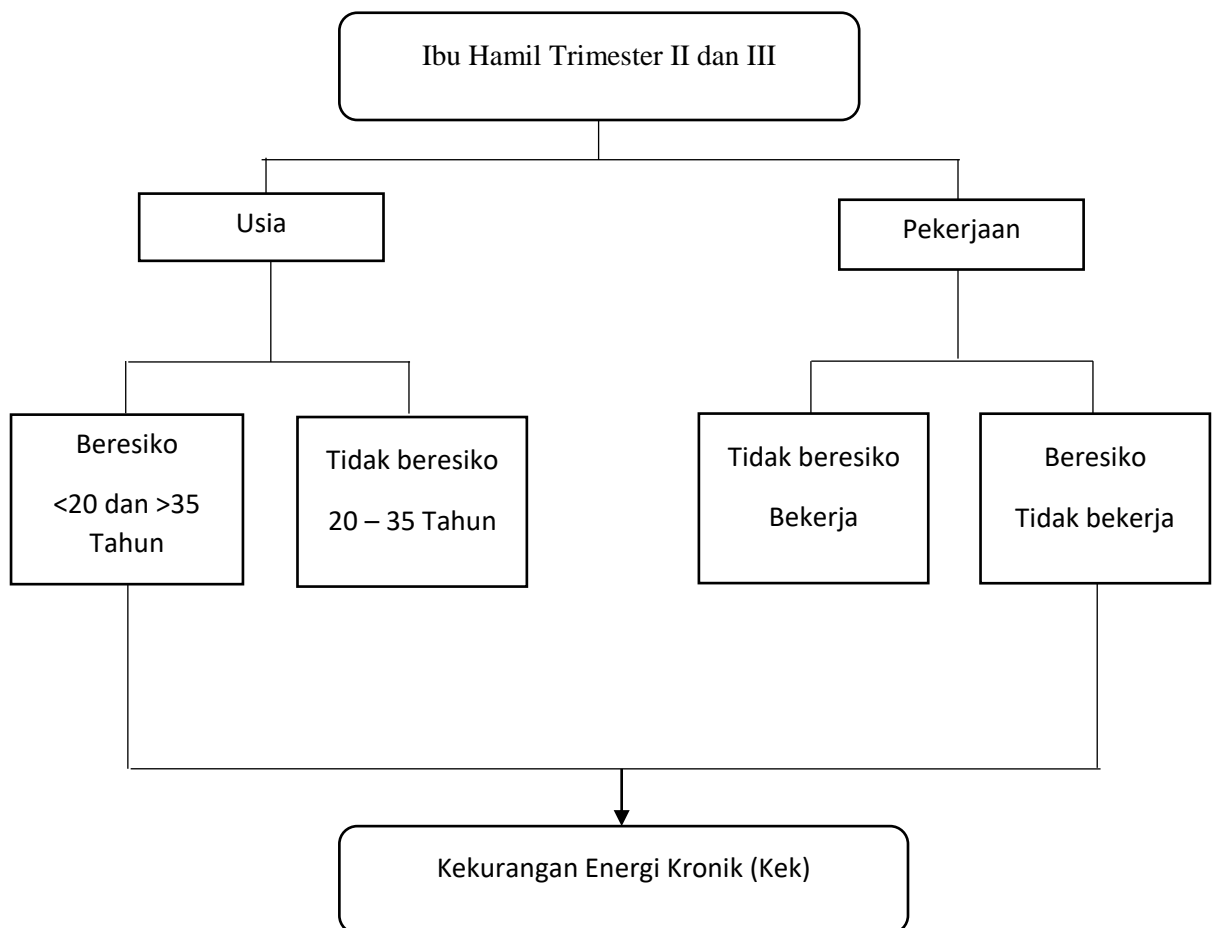 Ibu Hamil Trimester II dan III
Usia
Pekerjaan
Beresiko
<20 dan >35
Tahun
Tidak beresiko
20 – 35 Tahun
Tidak beresiko
Bekerja
Beresiko
Tidak bekerja
Kekurangan Energi Kronik (Kek)